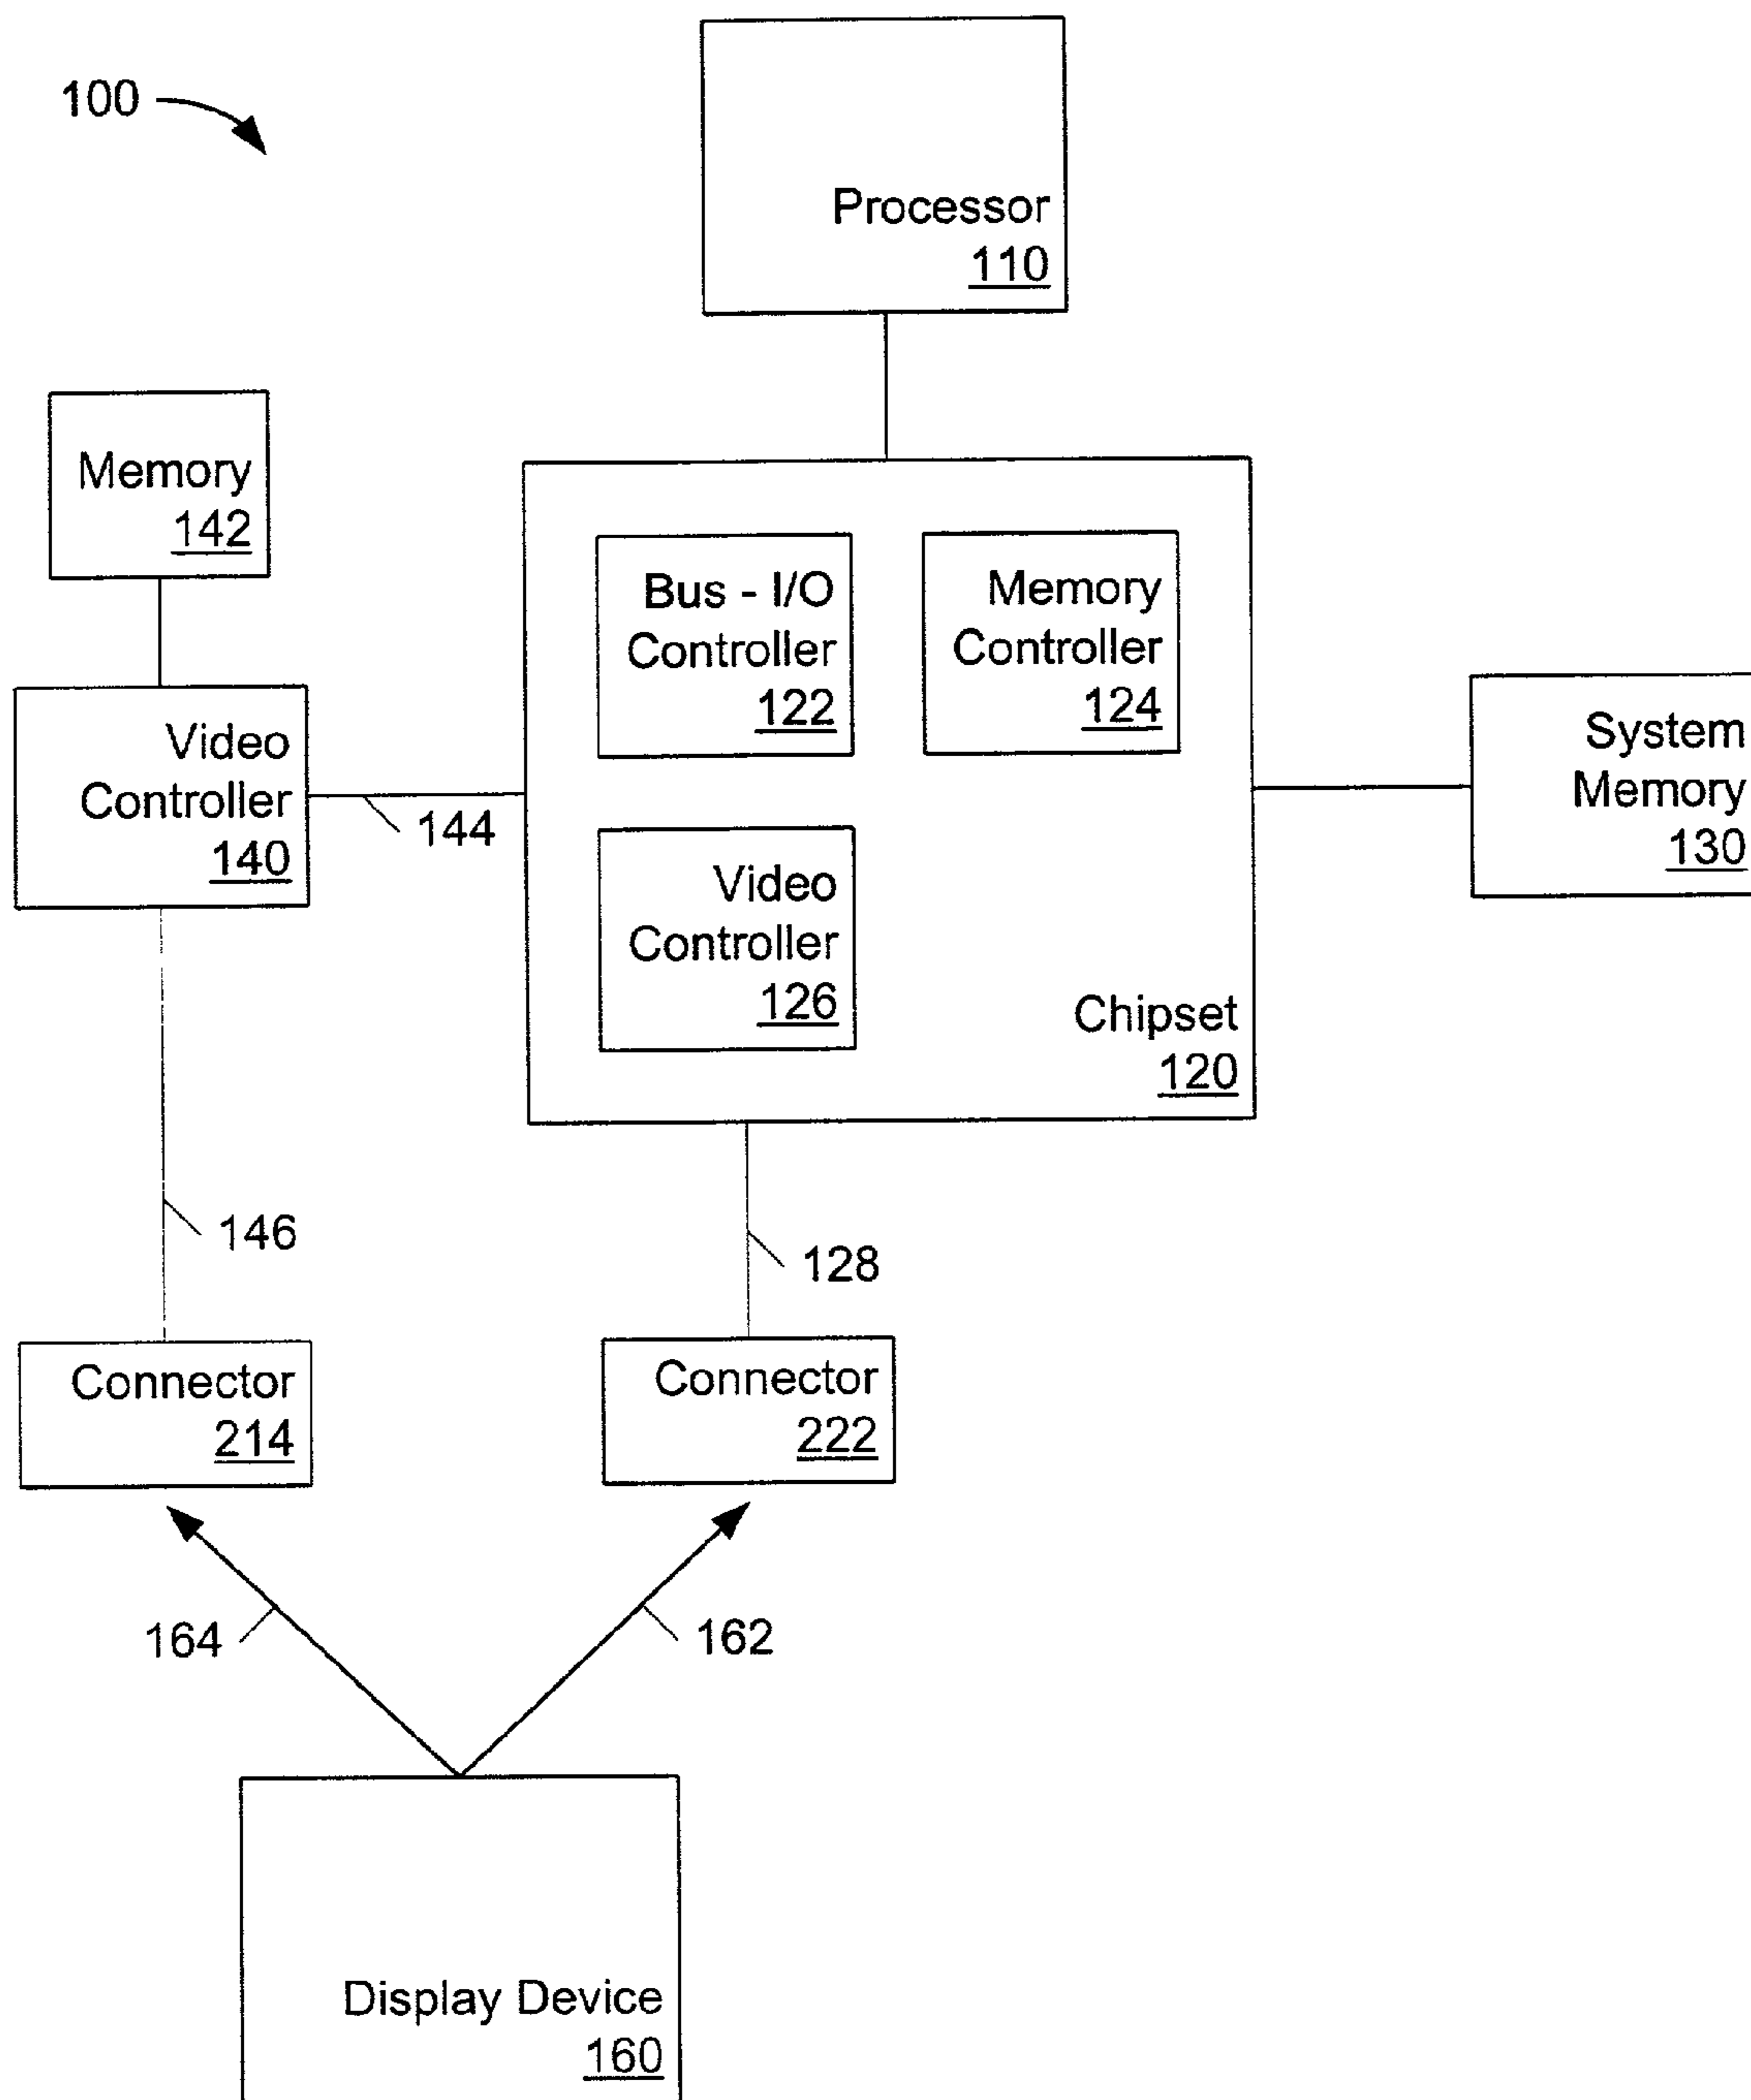 100
Processor
110
Memory
142
Bus - I/O
Controller
122
Memory
Controller
124
Video
Controller
140
144
System
Memory
130
Video
Controller
126
Chipset
120
146
128
Connector
214
Connector
222
164
162
Display Device
160